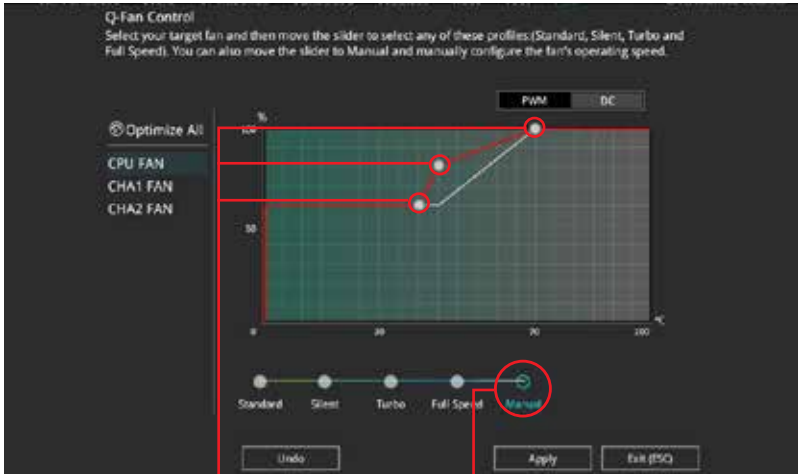 Q-Fan Control
Select your target fan and then move the slider to select any of these profiles:(Standard, Silent, Turbo and
Full Speed). You can also move the slider to Manual and manually configure the fan's operating speed.
PWM DC
%
Optimize All
100
CPU FAN
CHA1 FAN
CHA2 FAN
50
°C
0 30 70 100
Standard Silent Turbo Full Speed Manual
Undo Apply Exit (ESC)